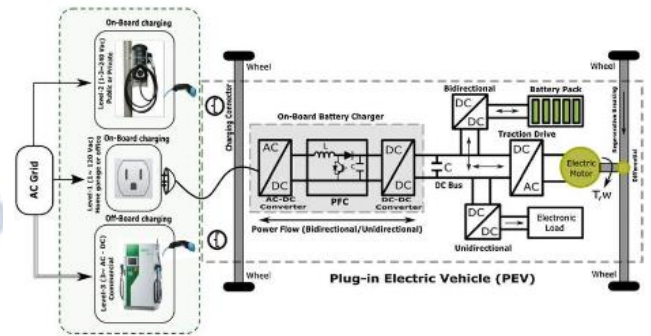 AC Grid
On-Board charging
Level-2 (1~3~240 Vac)
Public or Private
On-Board charging
Level-1 (1~ 120 Vac)
Home garage or office
Off-Board charging
Level-3 (3~ AC - DC)
Commercial
Wheel
Wheel
Charging Connector
On-Board Battery Charger
AC
DC
AC-DC
Converter
L
C
PFC
DC
DC
DC-DC
Converter
Power Flow (Bidirectional/Unidirectional)
C
DC Bus
Bidirectional
DC
DC
Battery Pack
Traction Drive
DC
AC
Electric
Motor
T,w
Regenerative Breaking
Differential
DC
DC
Unidirectional
Electronic
Load
Wheel
Wheel
Plug-in Electric Vehicle (PEV)